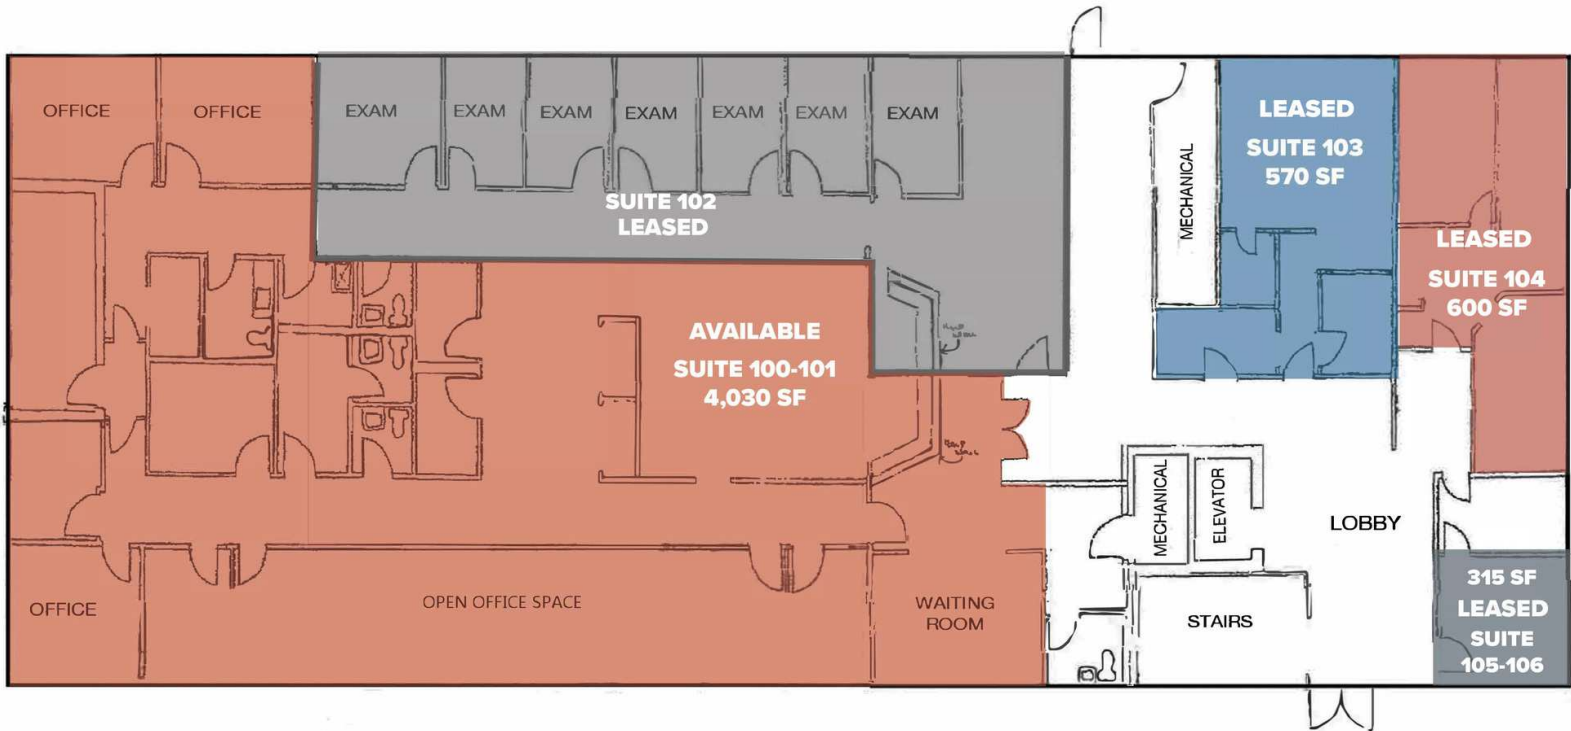 OFFICE
OFFICE
EXAM
EXAM
EXAM
EXAM
EXAM
EXAM
EXAM
MECHANICAL
LEASED
SUITE 103
570 SF
SUITE 102
LEASED
LEASED
SUITE 104
600 SF
AVAILABLE
SUITE 100-101
4,030 SF
MECHANICAL
ELEVATOR
LOBBY
OFFICE
OPEN OFFICE SPACE
WAITING
ROOM
STAIRS
315 SF
LEASED
SUITE
105-106